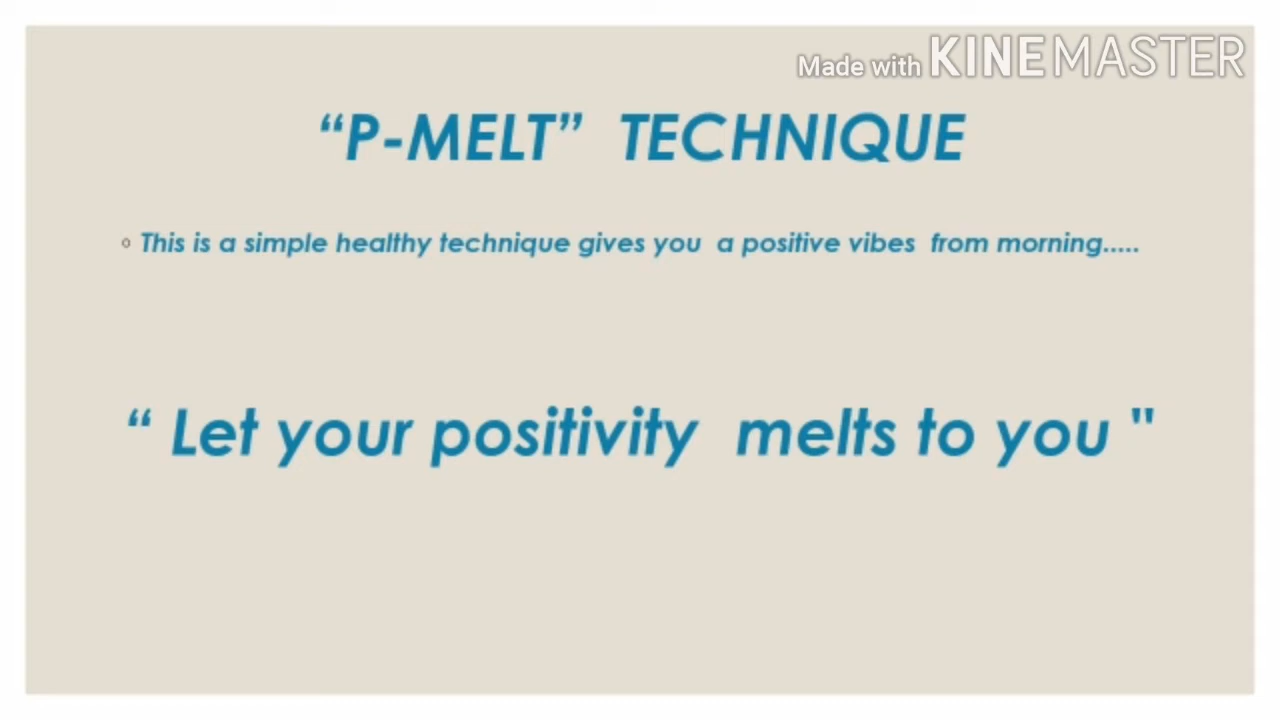 Made with KINEMASTER
“P-MELT” TECHNIQUE
◦ This is a simple healthy technique gives you a positive vibes from morning.....
“ Let your positivity melts to you "